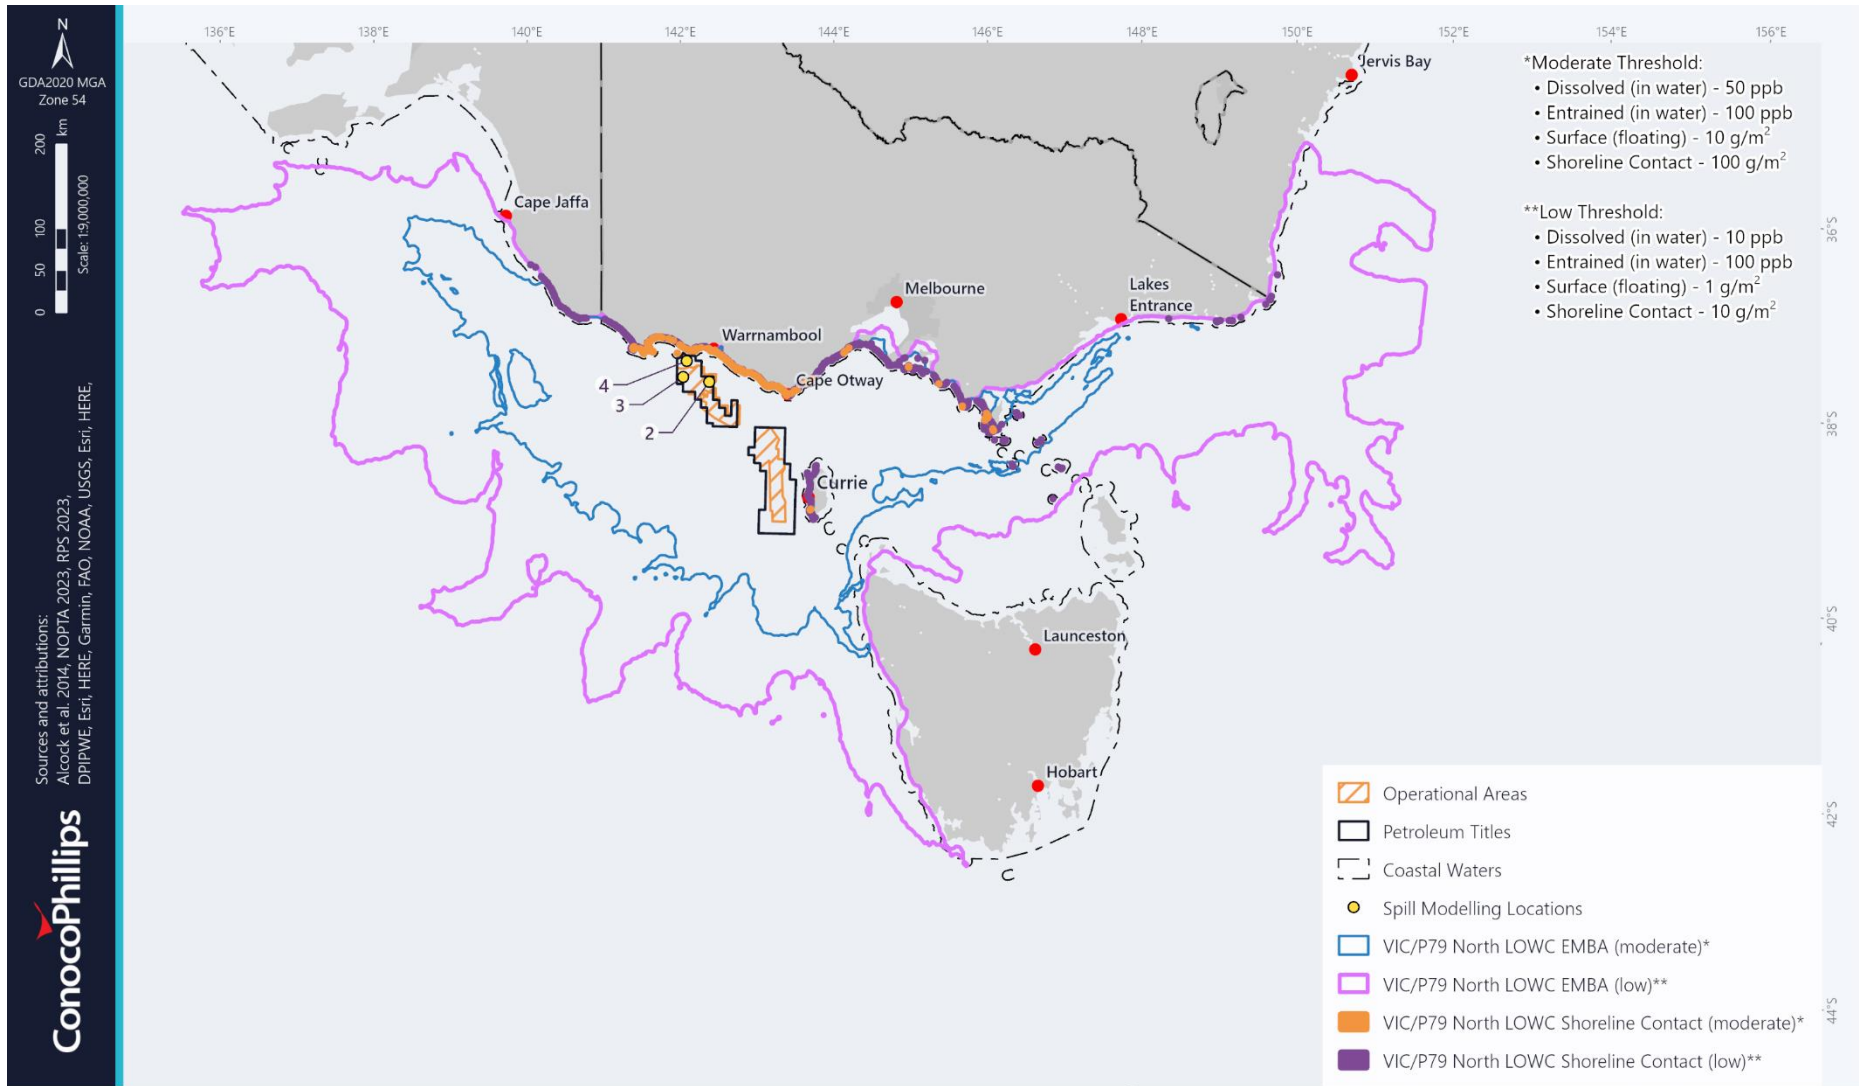 N
GDA2020 MGA
Zone 54
200
km
100
50
0
Scale: 1:9,000,000
Sources and attributions:
Alcock et al. 2014, NOPTA 2023, RPS 2023,
DPIPWE, Esri, HERE, Garmin, FAO, NOAA, USGS, Esri, HERE,
ConocoPhillips
136°E
138°E
140°E
142°E
144°E
146°E
148°E
150°E
152°E
154°E
156°E
36°S
38°S
40°S
42°S
44°S
Jervis Bay
Cape Jaffa
Melbourne
Lakes
Entrance
Warrnambool
Cape Otway
4
3
2
Currie
Launceston
Hobart
*Moderate Threshold:
• Dissolved (in water) - 50 ppb
• Entrained (in water) - 100 ppb
• Surface (floating) - 10 g/m²
• Shoreline Contact - 100 g/m²
**Low Threshold:
• Dissolved (in water) - 10 ppb
• Entrained (in water) - 100 ppb
• Surface (floating) - 1 g/m²
• Shoreline Contact - 10 g/m²
Operational Areas
Petroleum Titles
Coastal Waters
Spill Modelling Locations
VIC/P79 North LOWC EMBA (moderate)*
VIC/P79 North LOWC EMBA (low)**
VIC/P79 North LOWC Shoreline Contact (moderate)*
VIC/P79 North LOWC Shoreline Contact (low)**